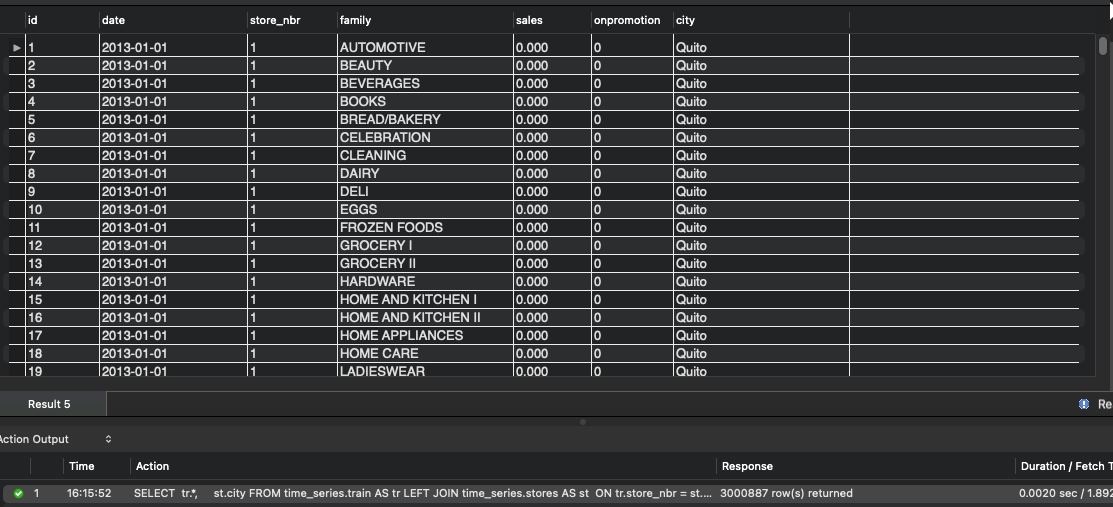 id date store_nbr family sales onpromotion city
1 2013-01-01 1 AUTOMOTIVE 0.000 0 Quito
2 2013-01-01 1 BEAUTY 0.000 0 Quito
3 2013-01-01 1 BEVERAGES 0.000 0 Quito
4 2013-01-01 1 BOOKS 0.000 0 Quito
5 2013-01-01 1 BREAD/BAKERY 0.000 0 Quito
6 2013-01-01 1 CELEBRATION 0.000 0 Quito
7 2013-01-01 1 CLEANING 0.000 0 Quito
8 2013-01-01 1 DAIRY 0.000 0 Quito
9 2013-01-01 1 DELI 0.000 0 Quito
10 2013-01-01 1 EGGS 0.000 0 Quito
11 2013-01-01 1 FROZEN FOODS 0.000 0 Quito
12 2013-01-01 1 GROCERY I 0.000 0 Quito
13 2013-01-01 1 GROCERY II 0.000 0 Quito
14 2013-01-01 1 HARDWARE 0.000 0 Quito
15 2013-01-01 1 HOME AND KITCHEN I 0.000 0 Quito
16 2013-01-01 1 HOME AND KITCHEN II 0.000 0 Quito
17 2013-01-01 1 HOME APPLIANCES 0.000 0 Quito
18 2013-01-01 1 HOME CARE 0.000 0 Quito
19 2013-01-01 1 LADIESWEAR 0.000 0 Quito
Result 5 Re
Action Output
Time Action Response Duration / Fetch T
1 16:15:52 SELECT tr.*, st.city FROM time_series.train AS tr LEFT JOIN time_series.stores AS st ON tr.store_nbr = st.... 3000887 row(s) returned 0.0020 sec / 1.892